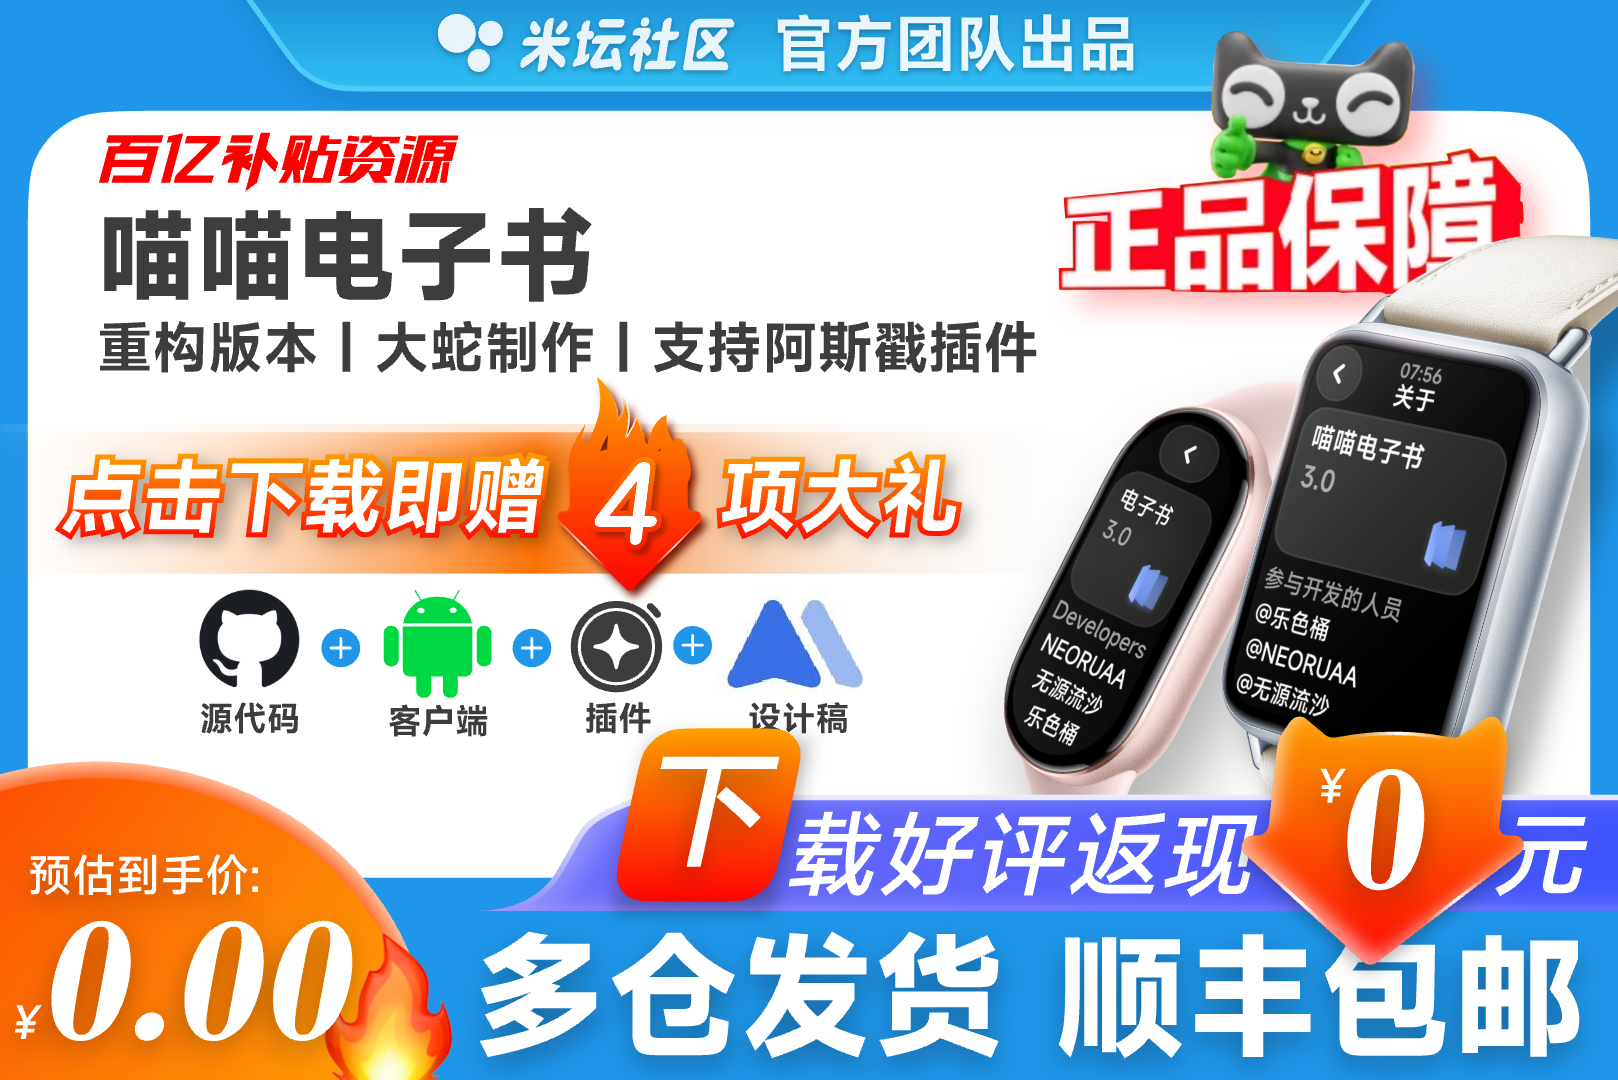 米坛社区 官方团队出品
百亿补贴资源
喵喵电子书
重构版本丨大蛇制作丨支持阿斯戳插件
正品保障
点击下载即赠4项大礼
源代码
客户端
插件
设计稿
07:56
关于
喵喵电子书
3.0
参与开发的人员
@乐色桶
@NEORUAA
@无源流沙
电子书
3.0
Developers
NEORUAA
无源流沙
乐色桶
下载好评返现¥0元
预估到手价:
¥0.00
多仓发货 顺丰包邮